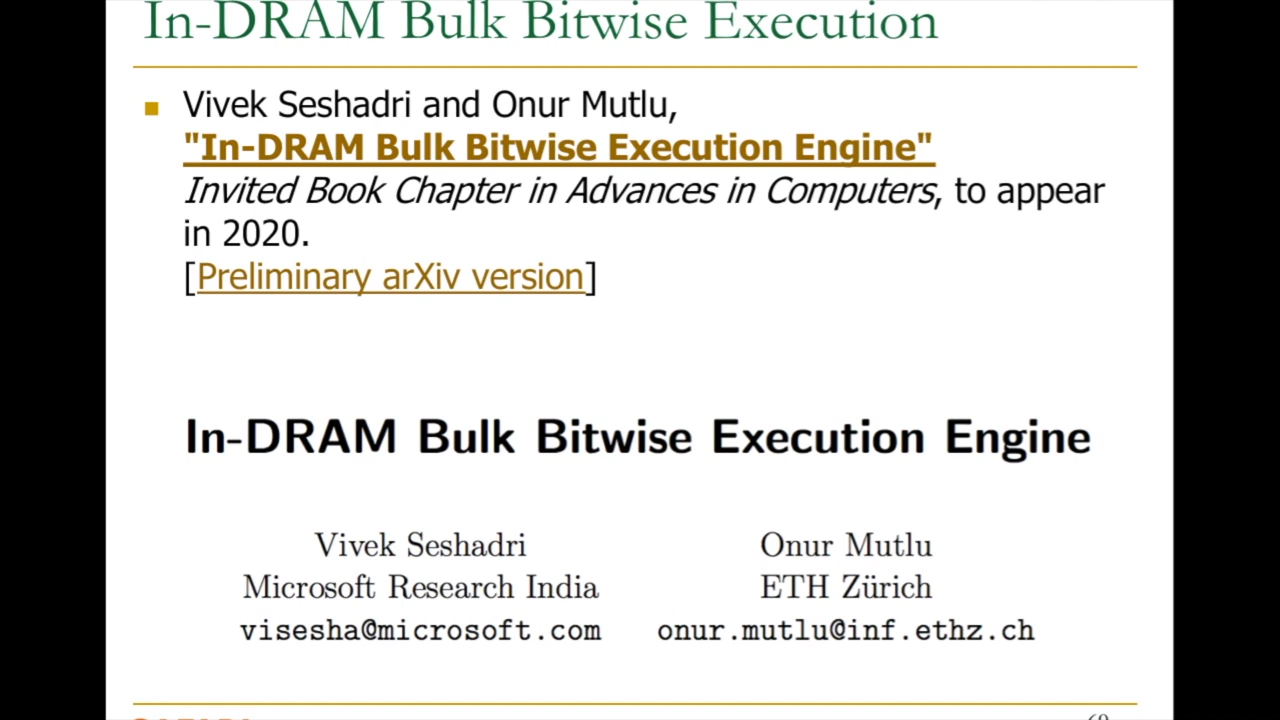 In-DRAM Bulk Bitwise Execution
Vivek Seshadri and Onur Mutlu,
"In-DRAM Bulk Bitwise Execution Engine"
Invited Book Chapter in Advances in Computers, to appear
in 2020.
[Preliminary arXiv version]
In-DRAM Bulk Bitwise Execution Engine
Vivek Seshadri
Microsoft Research India
visesha@microsoft.com
Onur Mutlu
ETH Zürich
onur.mutlu@inf.ethz.ch